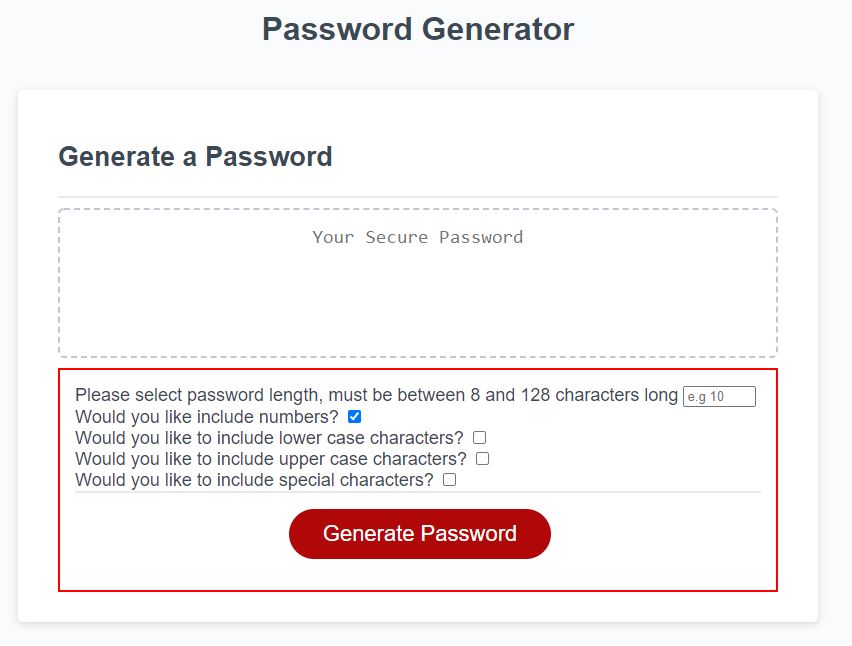 Password Generator
Generate a Password
Your Secure Password
Please select password length, must be between 8 and 128 characters long e.g 10
Would you like include numbers?
Would you like to include lower case characters?
Would you like to include upper case characters?
Would you like to include special characters?
Generate Password